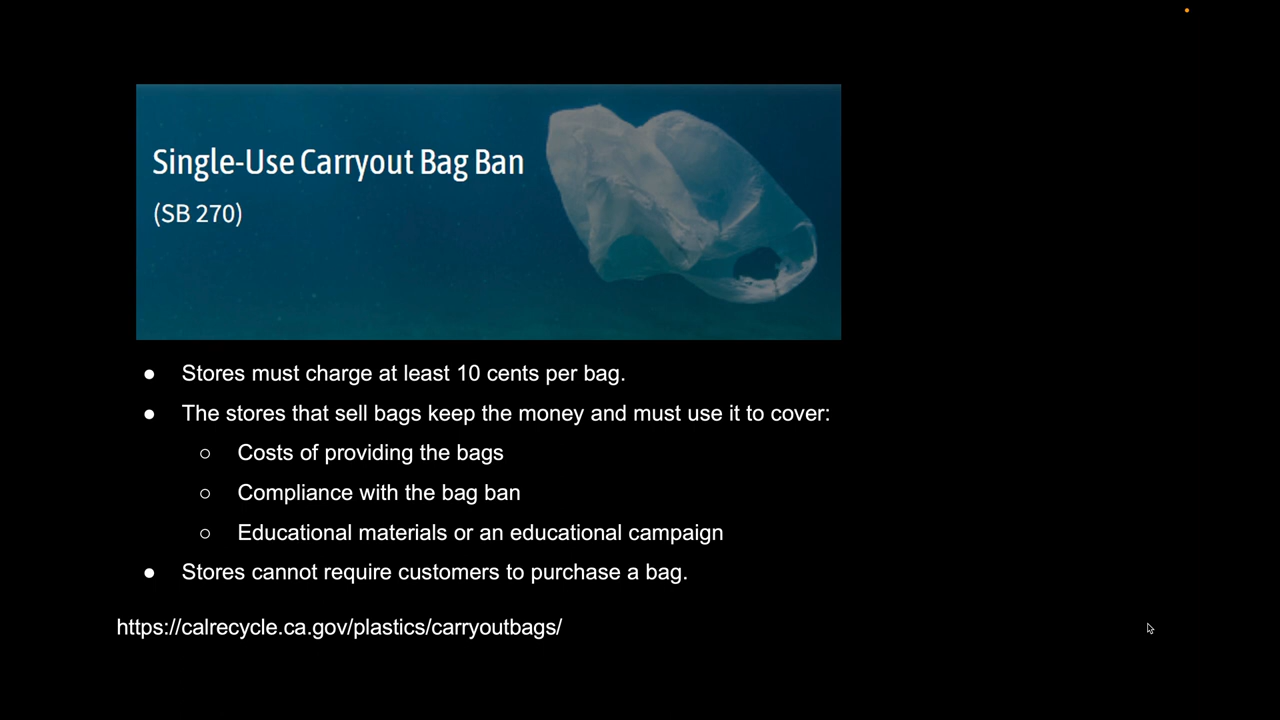 Single-Use Carryout Bag Ban
(SB 270)
● Stores must charge at least 10 cents per bag.
● The stores that sell bags keep the money and must use it to cover:
○ Costs of providing the bags
○ Compliance with the bag ban
○ Educational materials or an educational campaign
● Stores cannot require customers to purchase a bag.
https://calrecycle.ca.gov/plastics/carryoutbags/